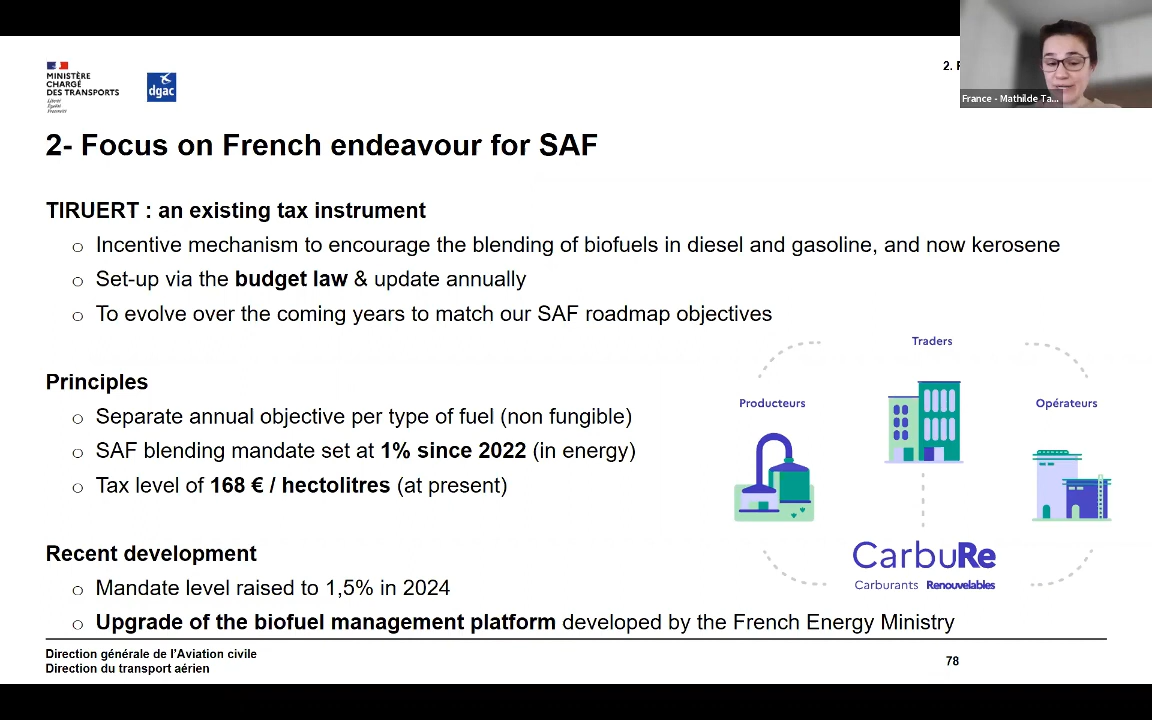 MINISTÈRE
CHARGÉ
DES TRANSPORTS
Liberté
Égalité
Fraternité
dgac
2.
France - Mathilde Ta...
2- Focus on French endeavour for SAF
TIRUERT : an existing tax instrument
o Incentive mechanism to encourage the blending of biofuels in diesel and gasoline, and now kerosene
o Set-up via the budget law & update annually
o To evolve over the coming years to match our SAF roadmap objectives
Principles
o Separate annual objective per type of fuel (non fungible)
o SAF blending mandate set at 1% since 2022 (in energy)
o Tax level of 168 € / hectolitres (at present)
Recent development
o Mandate level raised to 1,5% in 2024
o Upgrade of the biofuel management platform developed by the French Energy Ministry
Traders
Producteurs
Opérateurs
CarbuRe
Carburants Renouvelables
Direction générale de l'Aviation civile
Direction du transport aérien
78